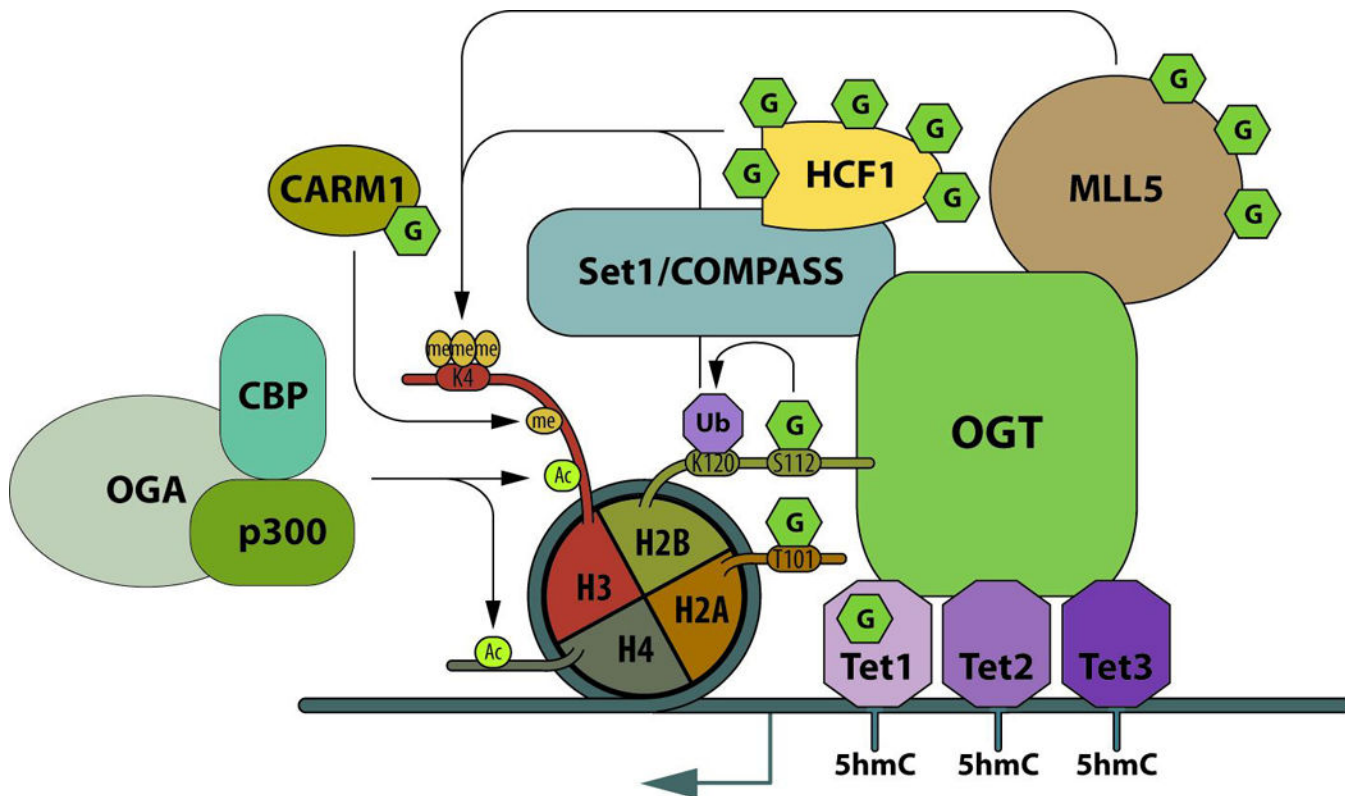 G
G
G
G
G
G
HCF1
MLL5
G
G
G
CARM1
G
Set1/COMPASS
me me me
K4
CBP
me
Ub
G
OGT
K120
S112
Ac
OGA
p300
G
H2B
T101
H3
H2A
G
H4
Ac
Tet1
Tet2
Tet3
5hmC
5hmC
5hmC